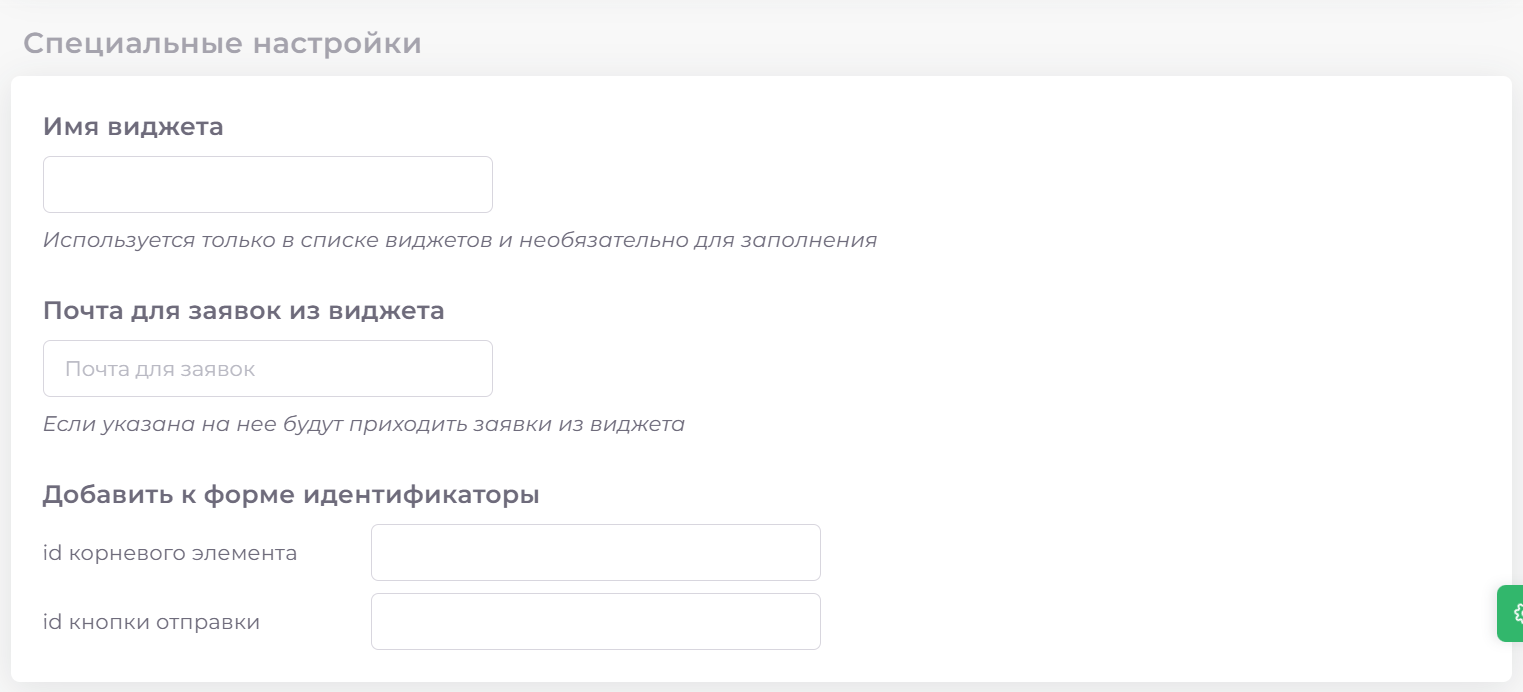 Специальные настройки
Имя виджета
Используется только в списке виджетов и необязательно для заполнения
Почта для заявок из виджета
Почта для заявок
Если указана на нее будут приходить заявки из виджета
Добавить к форме идентификаторы
id корневого элемента
id кнопки отправки